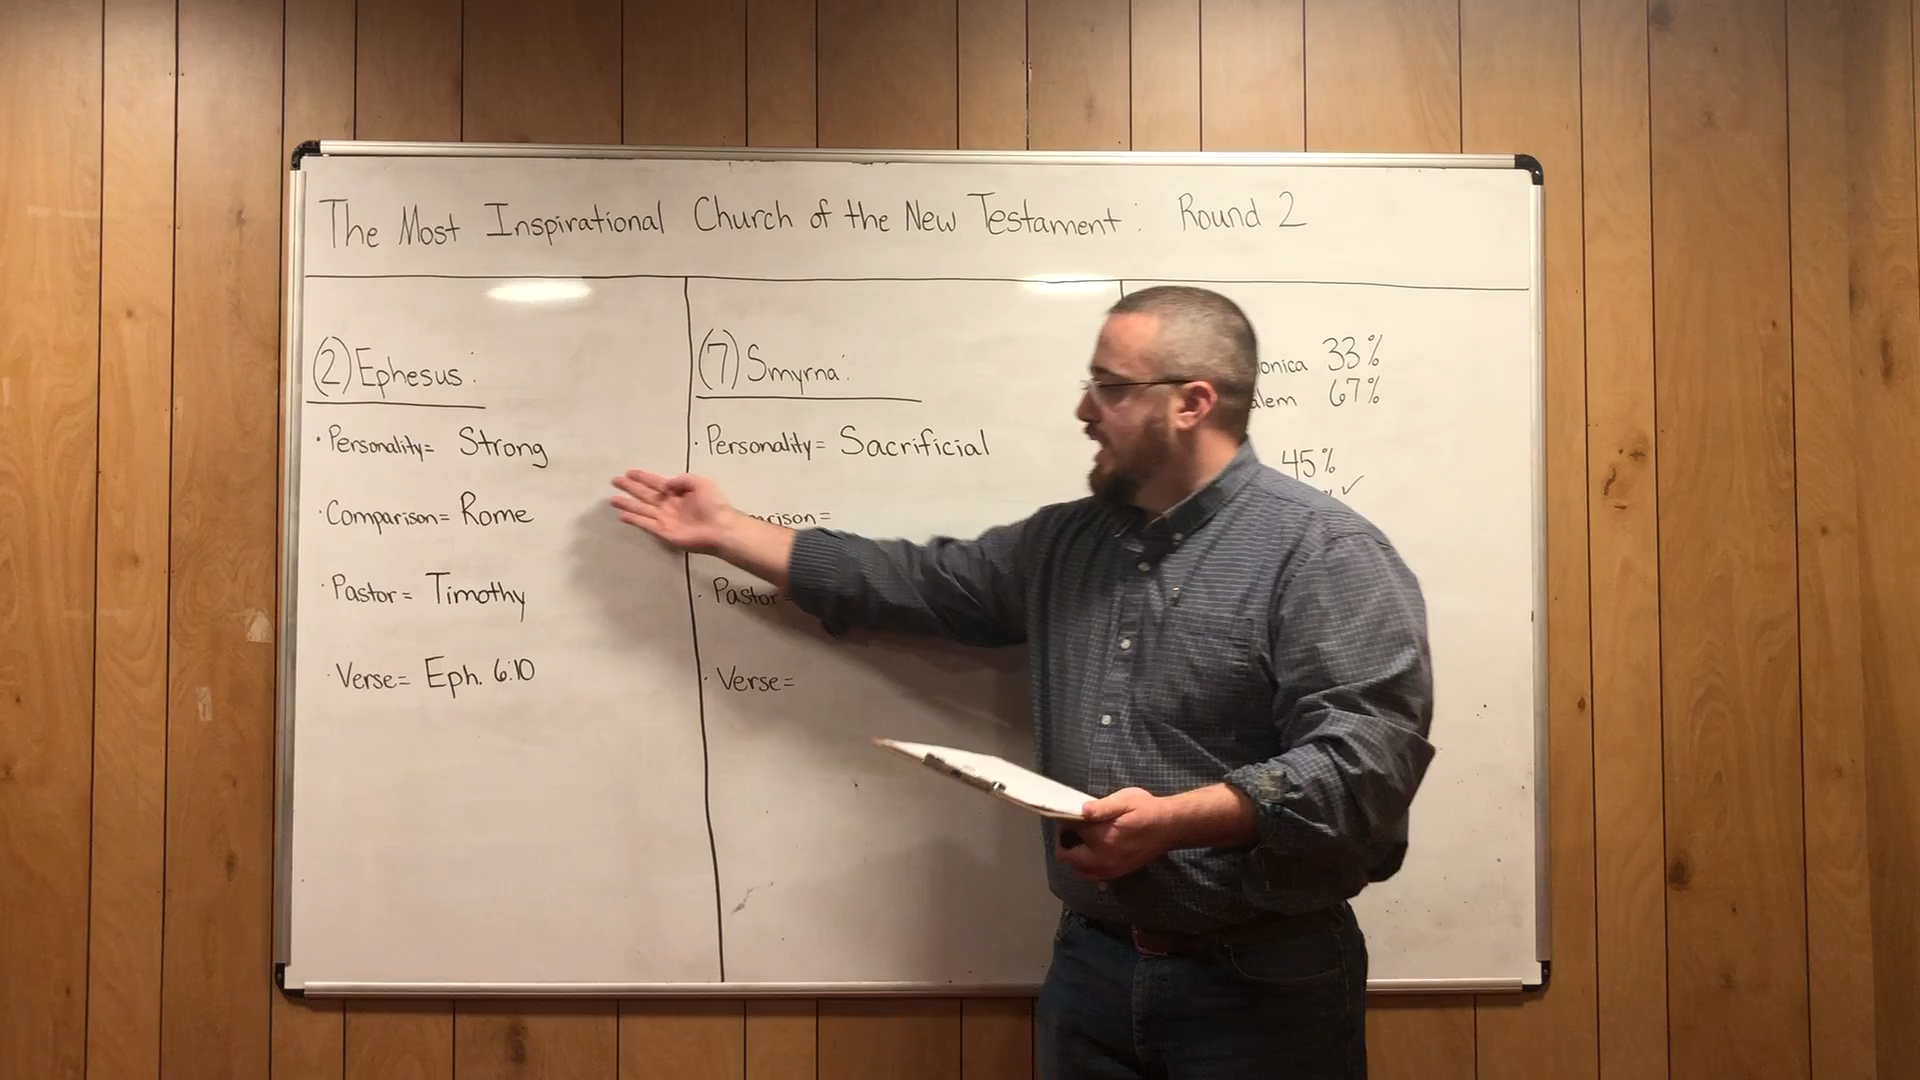 The Most Inspirational Church of the New Testament: Round 2
(2) Ephesus:
· Personality = Strong
· Comparison = Rome
· Pastor = Timothy
· Verse = Eph. 6:10
(7) Smyrna:
· Personality = Sacrificial
arison =
· Pastor =
· Verse =
onica 33%
alem 67%
45%
✓